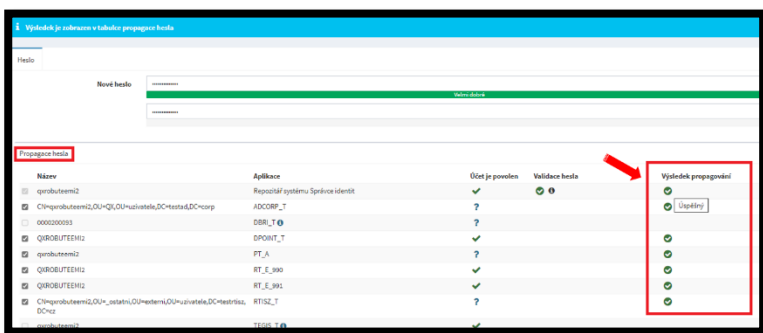 i Výsledek je zobrazen v tabulce propagace hesla
Heslo
Nové heslo ••••••••••••
Velmi dobré
••••••••••••
Propagace hesla
Název Aplikace Účet je povolen Validace hesla Výsledek propagování
qxrobuteemi2 Repozitář systému Správce identit
CN=qxrobuteemi2,OU=QX,OU=uzivatele,DC=testad,DC=corp ADCORP_T ? Úspěšný
0000200093 DBRI_T ?
QXROBUTEEMI2 DPOINT_T
qxrobuteemi2 PT_A ?
QXROBUTEEMI2 RT_E_990
QXROBUTEEMI2 RT_E_991
CN=qxrobuteemi2,OU=_ostatni,OU=externi,OU=uzivatele,DC=testrtisz, RTISZ_T ?
DC=cz
qxrobuteemi2 TEGIS_T